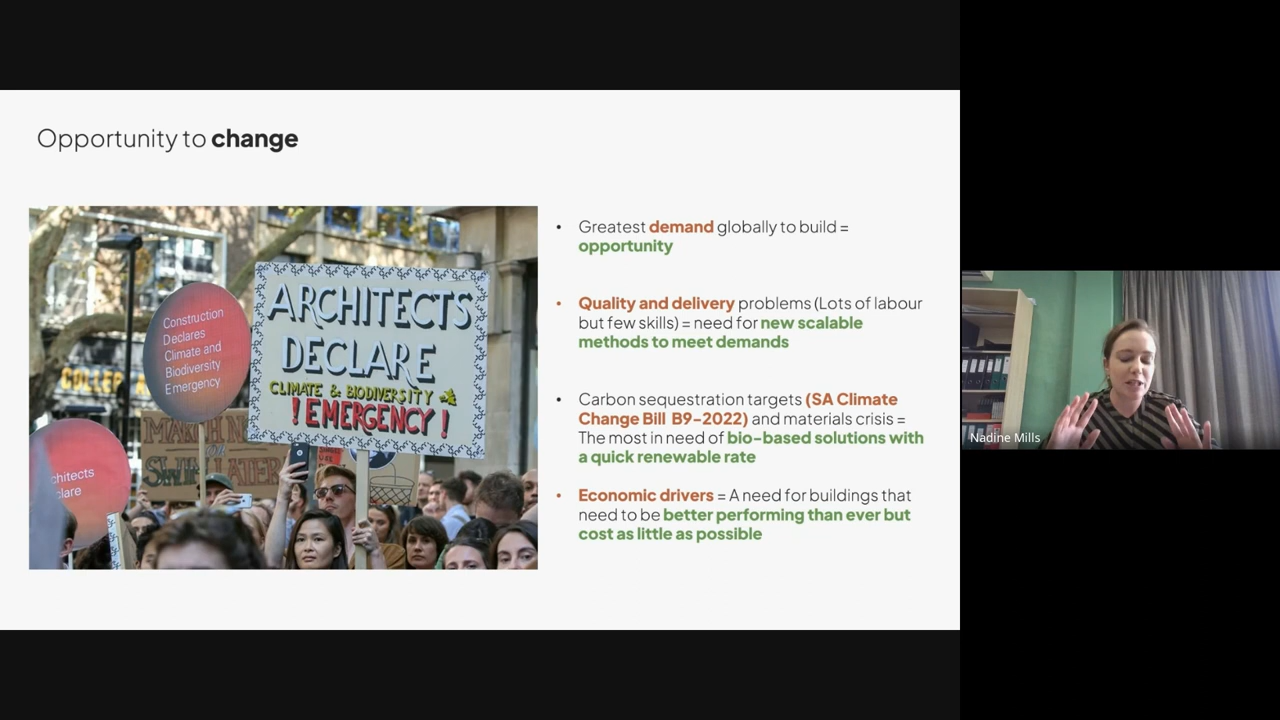 Opportunity to change
Construction
Declares
Climate and
Biodiversity
Emergency
ARCHITECTS
DECLARE
CLIMATE & BIODIVERSITY
! EMERGENCY !
MARCH N
OR
SWIM LATER
chitects
clare
• Greatest demand globally to build =
opportunity
• Quality and delivery problems (Lots of labour
but few skills) = need for new scalable
methods to meet demands
• Carbon sequestration targets (SA Climate
Change Bill B9-2022) and materials crisis =
The most in need of bio-based solutions with
a quick renewable rate
• Economic drivers = A need for buildings that
need to be better performing than ever but
cost as little as possible
Nadine Mills